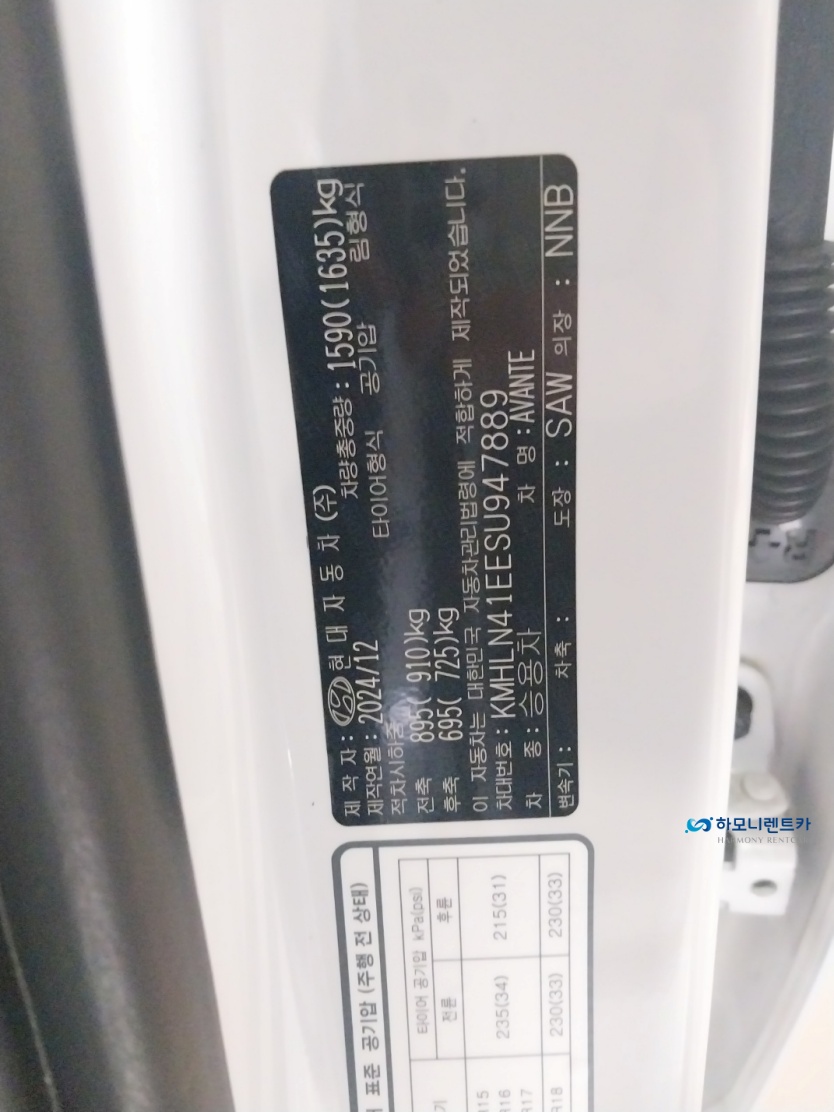 제 작 자 : 현 대 자 동 차 (주)
제작연월 : 2024/12 차량총중량 : 1590(1635)kg
적차시하중 타이어형식 공기압 림형식
전축 895( 910)kg
후축 695( 725)kg
이 자동차는 대한민국 자동차관리법령에 적합하게 제작되었습니다.
차대번호 : KMHLN41EESU947889
차 종 : 승용차 차 명 : AVANTE
변속기 : 차축 : 도장 : SAW 의장 : NNB
표준 공기압 (주행 전 상태)
타이어 공기압 kPa(psi)
전륜 후륜
R15
R16 235(34) 215(31)
R17
R18 230(33) 230(33)
하모니렌트카
HARMONY RENTC